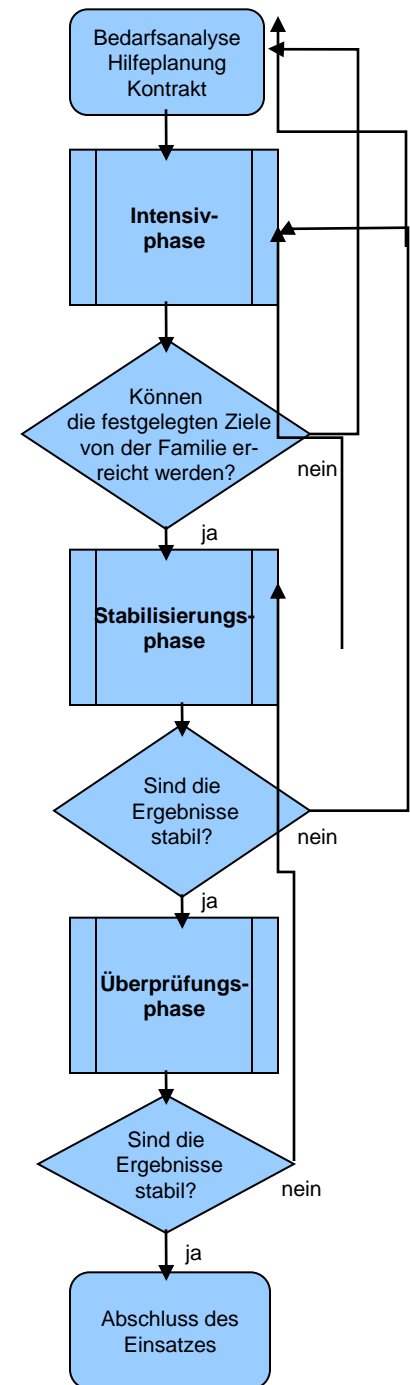 Bedarfsanalyse
Hilfeplanung
Kontrakt
Intensiv-
phase
Können
die festgelegten Ziele
von der Familie er-
reicht werden?
nein
ja
Stabilisierungs-
phase
Sind die
Ergebnisse
stabil?
nein
ja
Überprüfungs-
phase
Sind die
Ergebnisse
stabil?
nein
ja
Abschluss des
Einsatzes